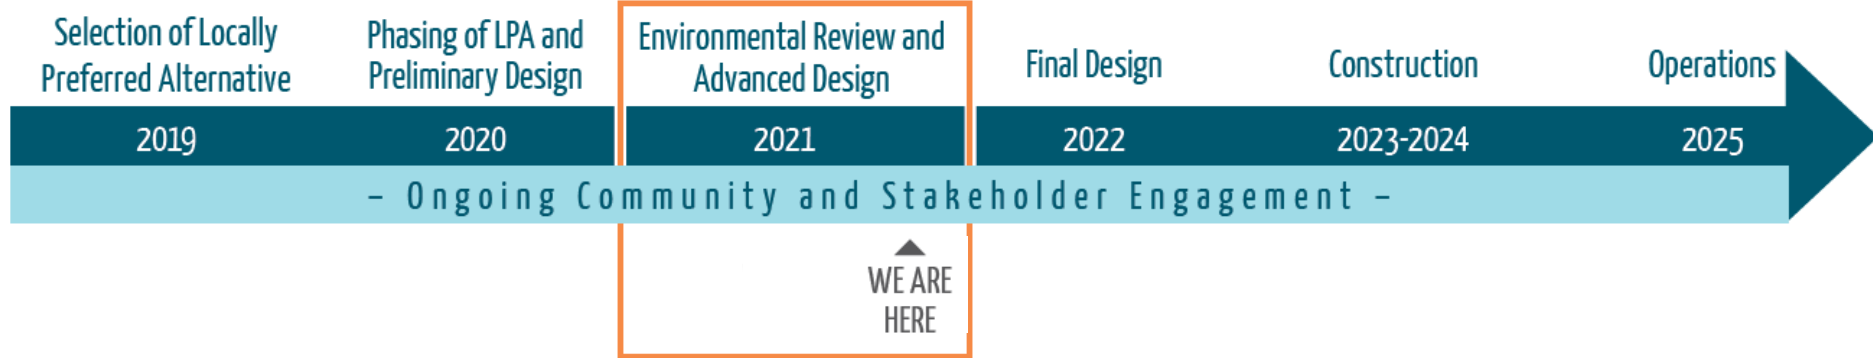 Selection of Locally
Preferred Alternative
Phasing of LPA and
Preliminary Design
Environmental Review and
Advanced Design
Final Design
Construction
Operations
2019
2020
2021
2022
2023-2024
2025
– Ongoing Community and Stakeholder Engagement –
WE ARE
HERE